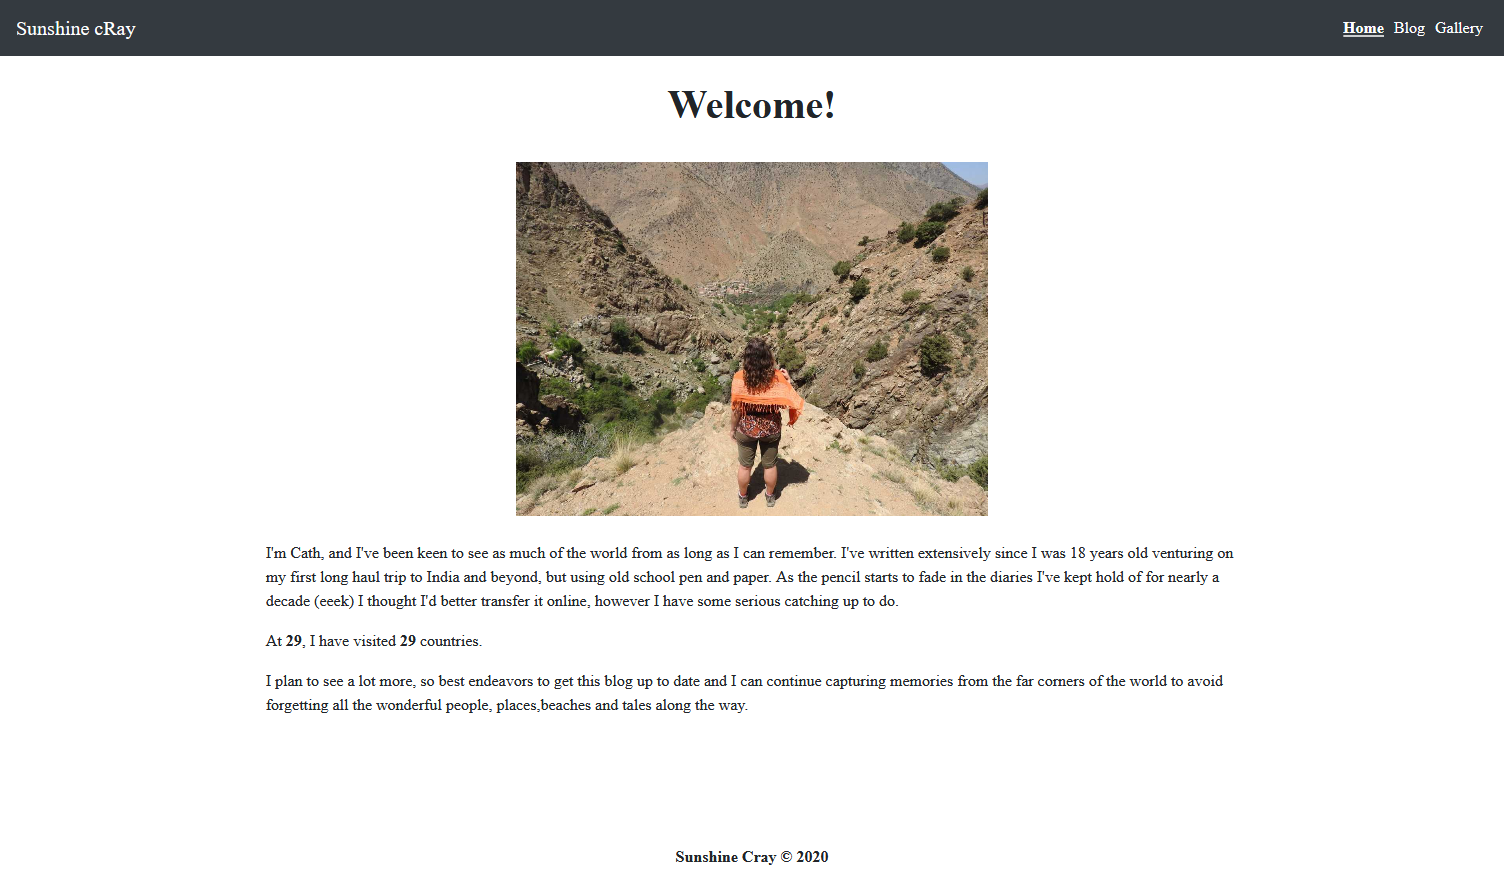 Sunshine cRay
Home Blog Gallery
Welcome!
I'm Cath, and I've been keen to see as much of the world from as long as I can remember. I've written extensively since I was 18 years old venturing on
my first long haul trip to India and beyond, but using old school pen and paper. As the pencil starts to fade in the diaries I've kept hold of for nearly a
decade (eeek) I thought I'd better transfer it online, however I have some serious catching up to do.
At 29, I have visited 29 countries.
I plan to see a lot more, so best endeavors to get this blog up to date and I can continue capturing memories from the far corners of the world to avoid
forgetting all the wonderful people, places,beaches and tales along the way.
Sunshine Cray © 2020